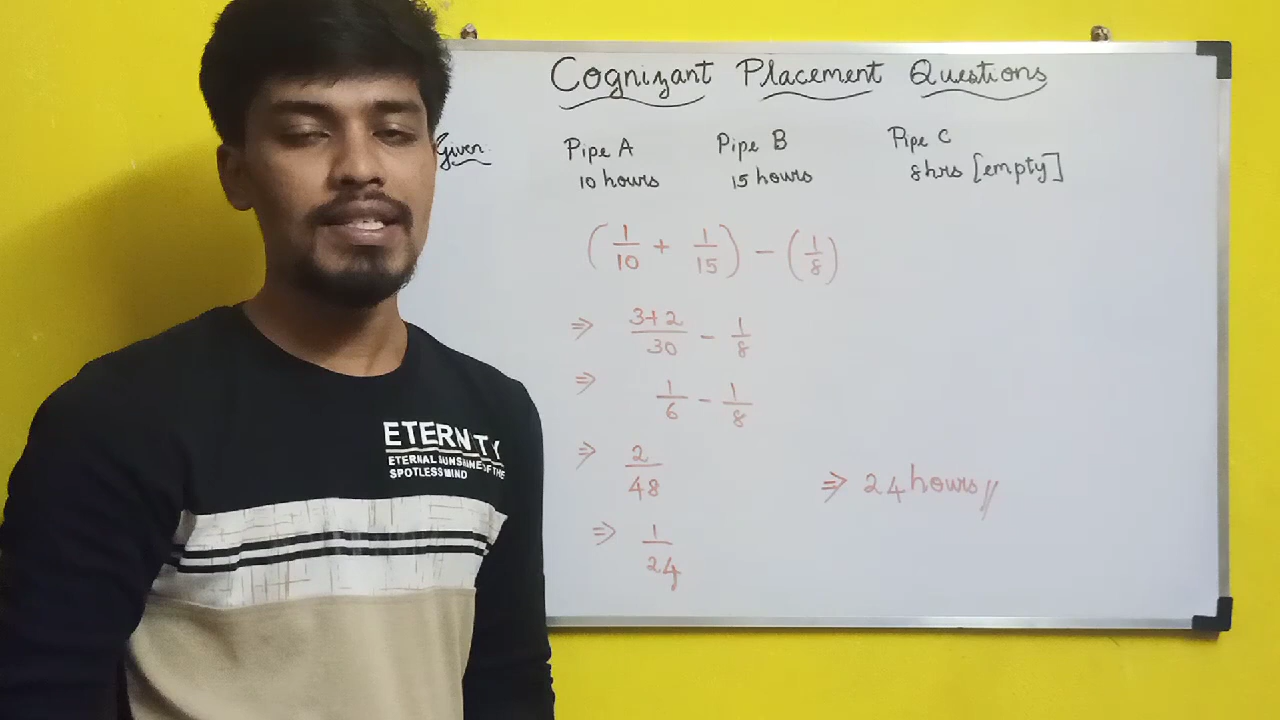 Cognizant Placement Questions
Given
Pipe A Pipe B Pipe C
10 hours 15 hours 8hrs [empty]
(1/10 + 1/15) - (1/8)
⇒ 3+2/30 - 1/8
⇒ 1/6 - 1/8
⇒ 2/48 ⇒ 24 hours//
⇒ 1/24
ETERNITY
ETERNAL SUNSHINE OF THE
SPOTLESS MIND